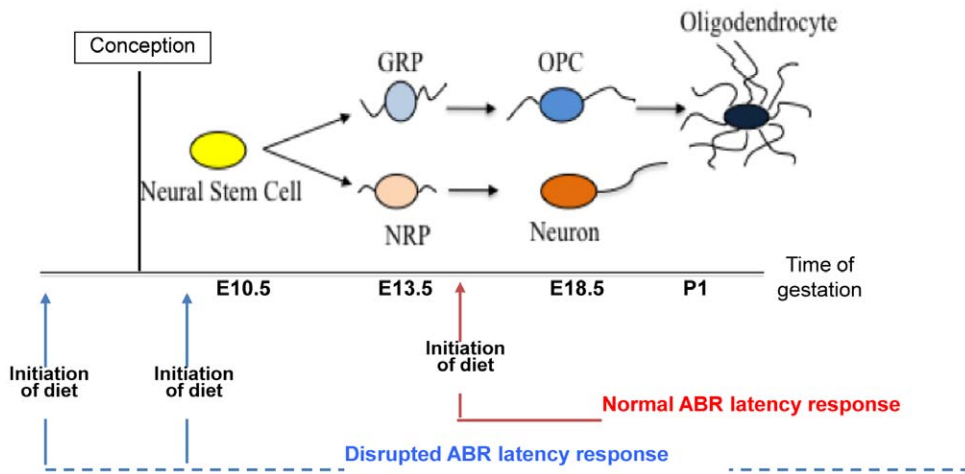 Conception
Oligodendrocyte
GRP
OPC
Neural Stem Cell
NRP
Neuron
E10.5
E13.5
E18.5
P1
Time of
gestation
Initiation
of diet
Initiation
of diet
Initiation
of diet
Normal ABR latency response
Disrupted ABR latency response